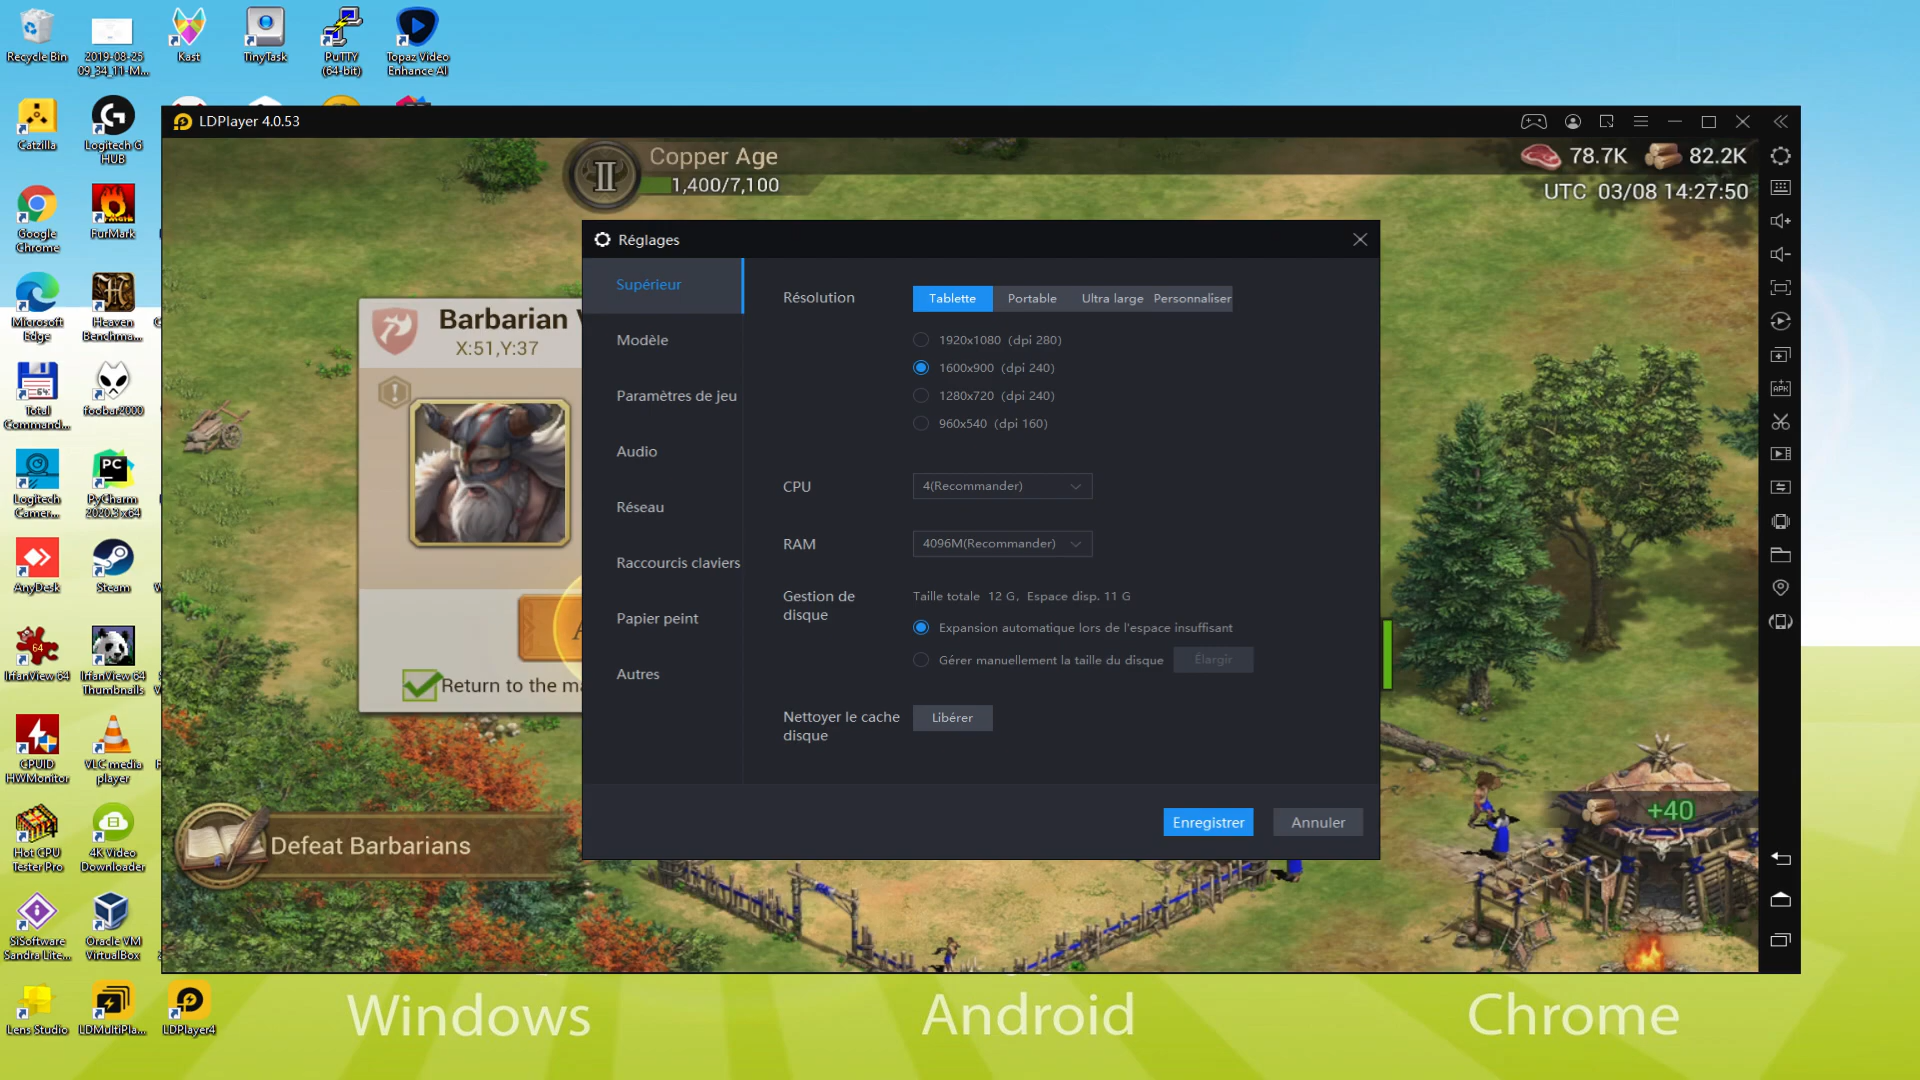 Recycle Bin
2019-08-25
09_34_11-M...
Kast
TinyTask
PuTTY
(64-bit)
Topaz Video
Enhance AI
Catzilla
Logitech G
HUB
Google
Chrome
FurMark
Microsoft
Edge
Heaven
Benchma...
Total
Command...
foobar2000
Logitech
Camer...
PyCharm
2020.3 x64
AnyDesk
Steam
IrfanView 64
IrfanView 64
Thumbnails
CPUID
HWMonitor
VLC media
player
Hot CPU
Tester Pro
4K Video
Downloader
SiSoftware
Sandra Lite...
Oracle VM
VirtualBox
Lens Studio
LDMultiPla...
LDPlayer4
LDPlayer 4.0.53
II
Copper Age
1,400/7,100
78.7K
82.2K
UTC 03/08 14:27:50
Barbarian
X:51,Y:37
Return to the ma
Defeat Barbarians
+40
APK
Réglages
Supérieur
Modèle
Paramètres de jeu
Audio
Réseau
Raccourcis claviers
Papier peint
Autres
Résolution
Tablette
Portable
Ultra large
Personnaliser
1920x1080 (dpi 280)
1600x900 (dpi 240)
1280x720 (dpi 240)
960x540 (dpi 160)
CPU
4(Recommander)
RAM
4096M(Recommander)
Gestion de
disque
Taille totale 12 G, Espace disp. 11 G
Expansion automatique lors de l'espace insuffisant
Gérer manuellement la taille du disque
Élargir
Nettoyer le cache
disque
Libérer
Enregistrer
Annuler
Windows
Android
Chrome